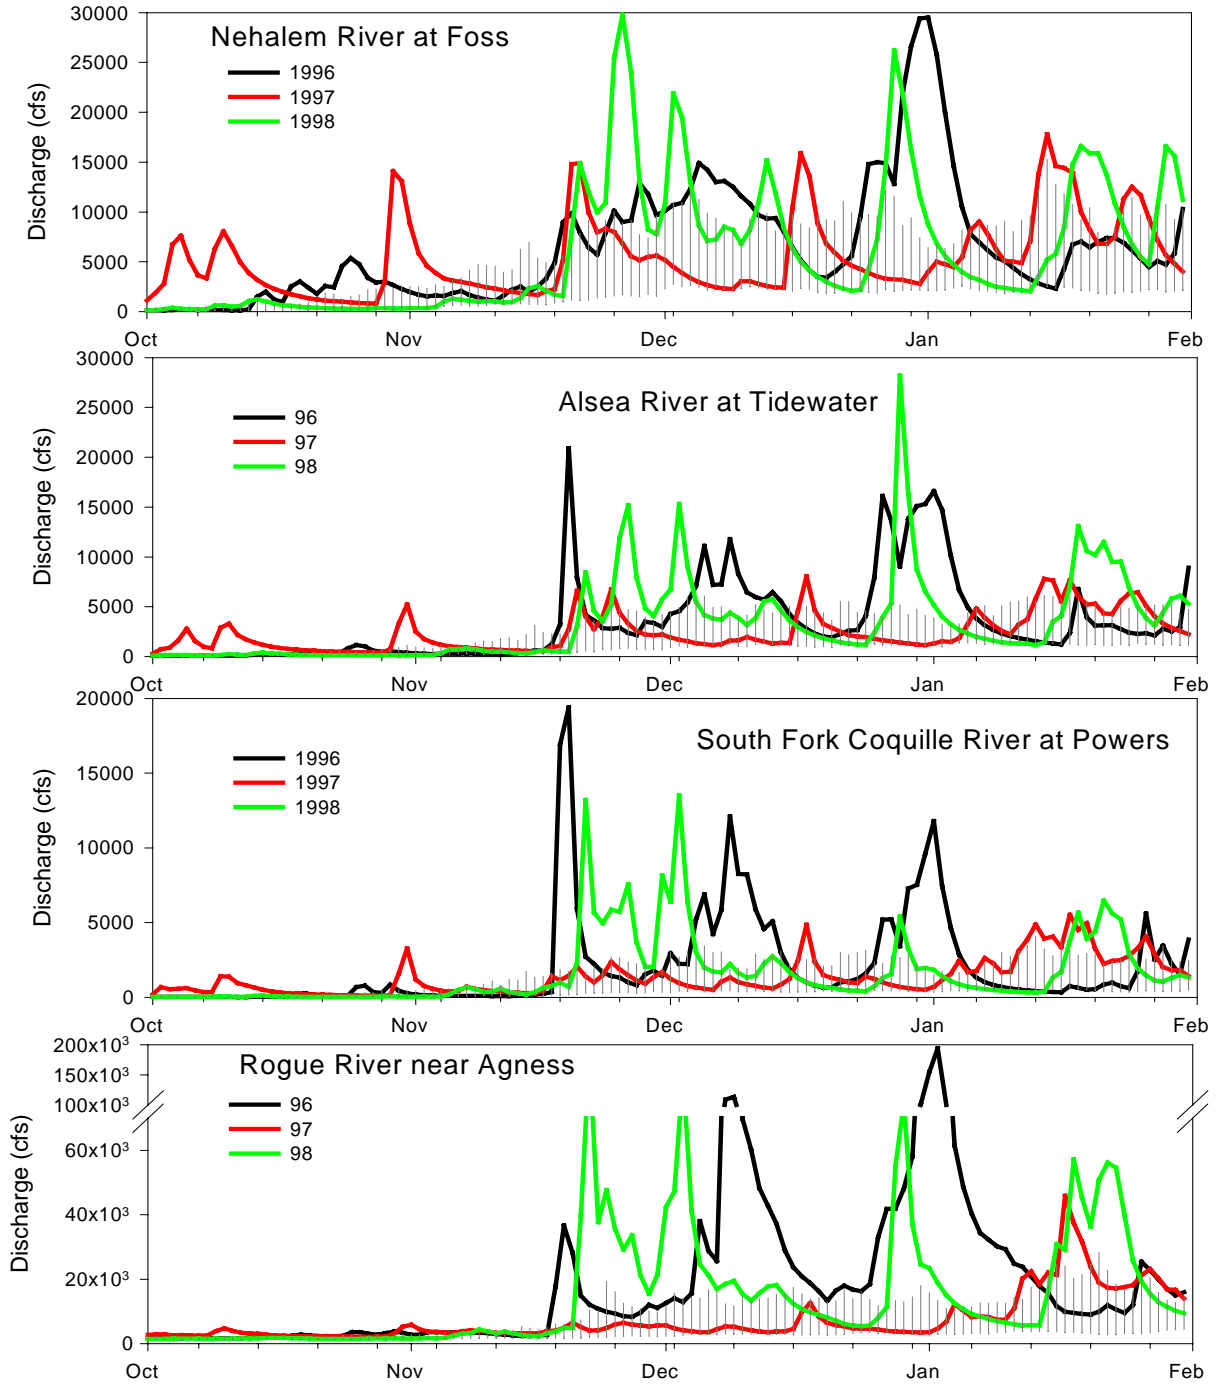 Nehalem River at Foss
1996
1997
1998
Discharge (cfs)
30000
25000
20000
15000
10000
5000
0
Oct Nov Dec Jan Feb
Alsea River at Tidewater
96
97
98
Discharge (cfs)
30000
25000
20000
15000
10000
5000
0
Oct Nov Dec Jan Feb
South Fork Coquille River at Powers
1996
1997
1998
Discharge (cfs)
20000
15000
10000
5000
0
Oct Nov Dec Jan Feb
Rogue River near Agness
96
97
98
Discharge (cfs)
200x10³
150x10³
100x10³
60x10³
40x10³
20x10³
0
Oct Nov Dec Jan Feb